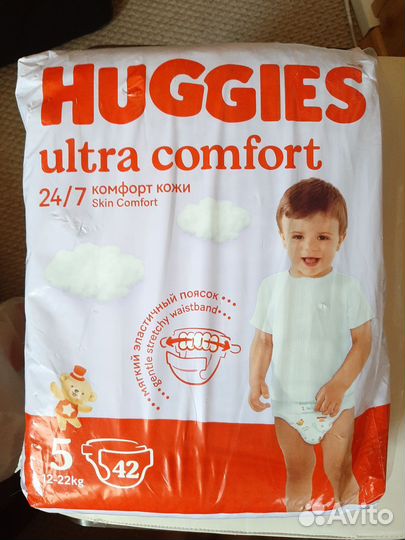 HUGGIES
ultra comfort
24/7 комфорт кожи
Skin Comfort
мягкий эластичный поясок
gentle stretchy waistband
5
42
12-22kg
Avito